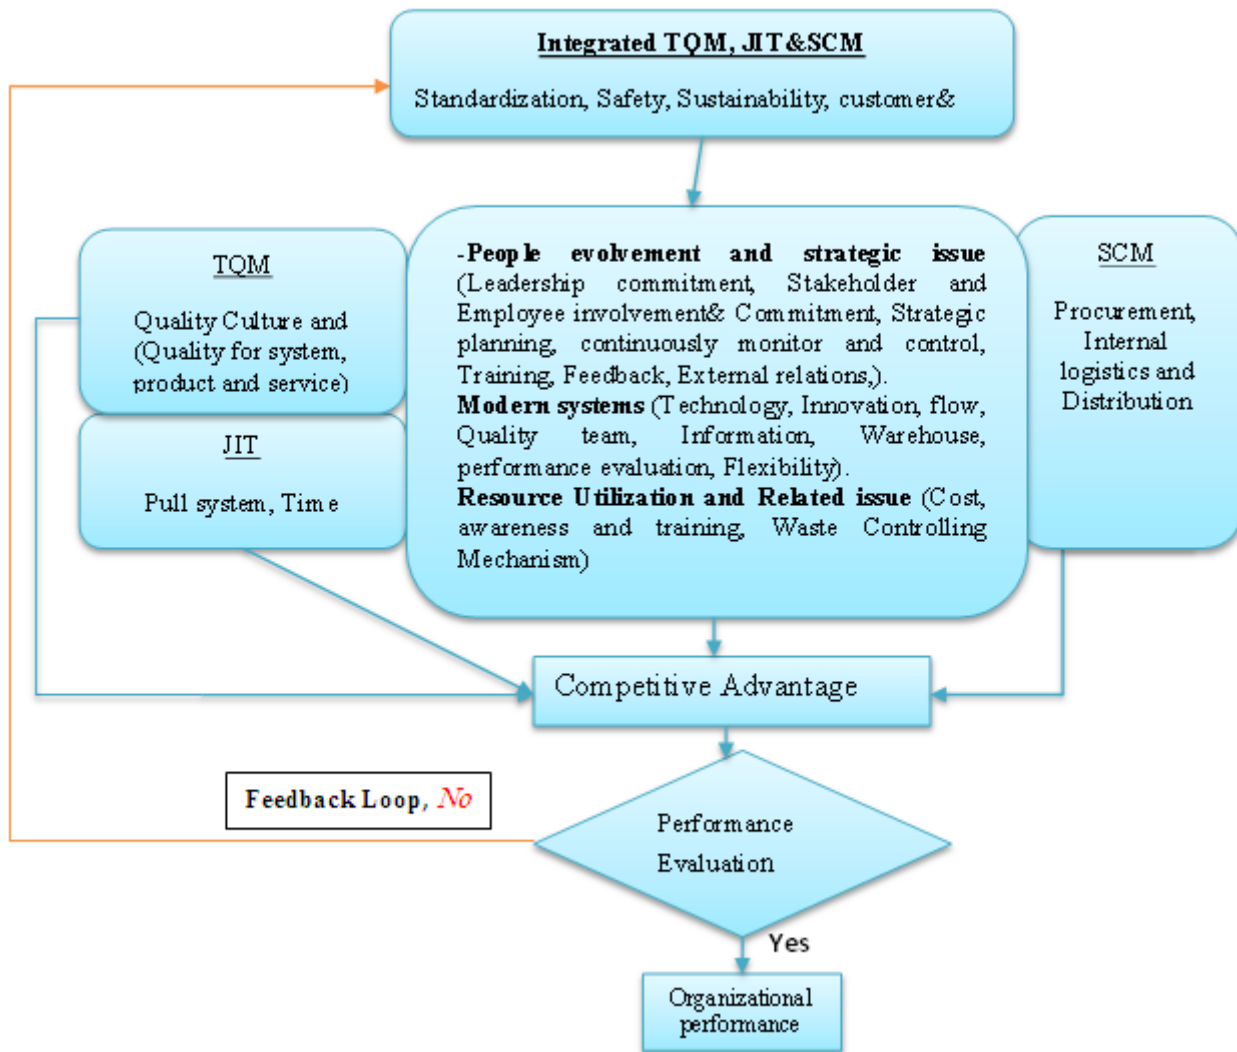 Integrated TQM, JIT&SCM
Standardization, Safety, Sustainability, customer&
TQM
Quality Culture and
(Quality for system,
product and service)
JIT
Pull system, Time
-People evolvement and strategic issue
(Leadership commitment, Stakeholder and
Employee involvement& Commitment, Strategic
planning, continuously monitor and control,
Training, Feedback, External relations,).
Modern systems (Technology, Innovation, flow,
Quality team, Information, Warehouse,
performance evaluation, Flexibility).
Resource Utilization and Related issue (Cost,
awareness and training, Waste Controlling
Mechanism)
SCM
Procurement,
Internal
logistics and
Distribution
Competitive Advantage
Feedback Loop, No
Performance
Evaluation
Yes
Organizational
performance